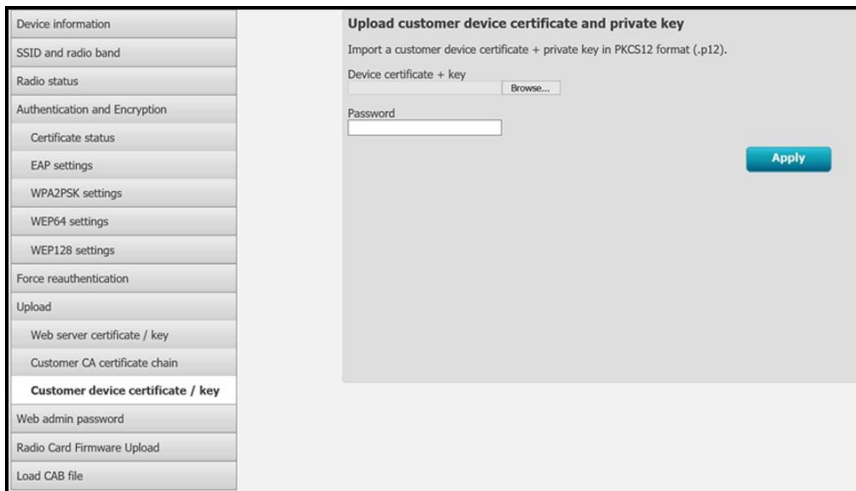 Device information
SSID and radio band
Radio status
Authentication and Encryption
Certificate status
EAP settings
WPA2PSK settings
WEP64 settings
WEP128 settings
Force reauthentication
Upload
Web server certificate / key
Customer CA certificate chain
Customer device certificate / key
Web admin password
Radio Card Firmware Upload
Load CAB file
Upload customer device certificate and private key
Import a customer device certificate + private key in PKCS12 format (.p12).
Device certificate + key
Browse...
Password
Apply